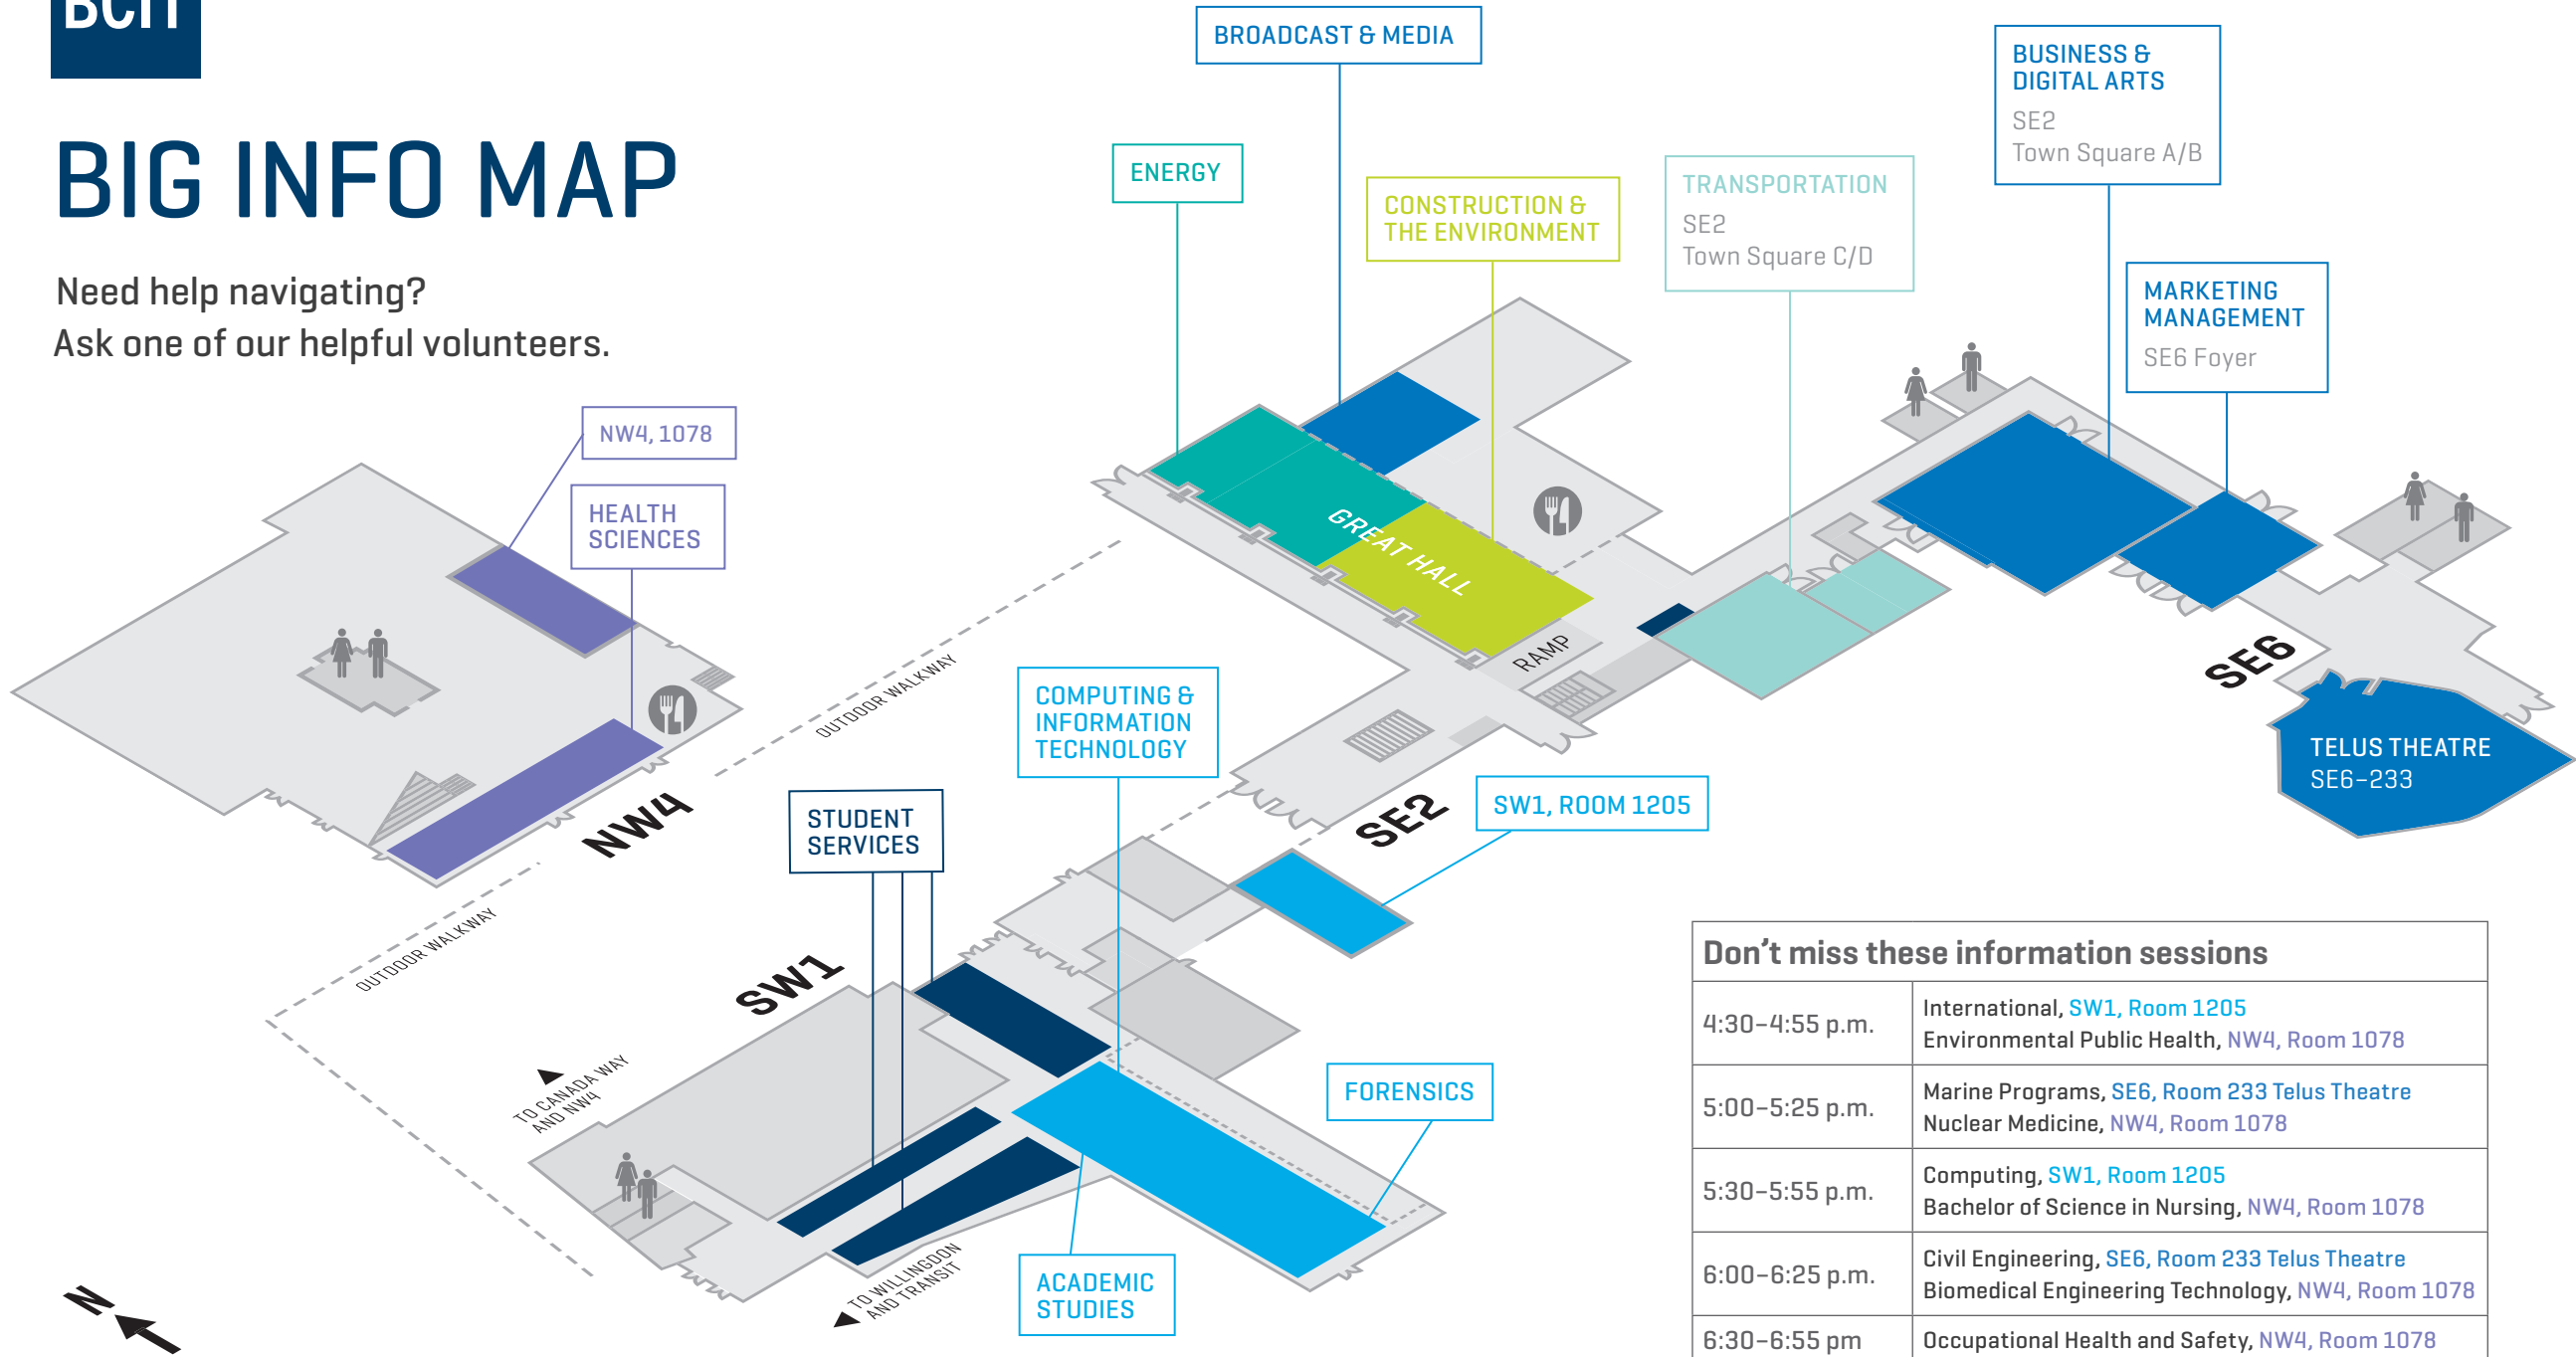 BCIT
BIG INFO MAP
Need help navigating?
Ask one of our helpful volunteers.
BROADCAST & MEDIA
BUSINESS &
DIGITAL ARTS
SE2
Town Square A/B
ENERGY
CONSTRUCTION &
THE ENVIRONMENT
TRANSPORTATION
SE2
Town Square C/D
MARKETING
MANAGEMENT
SE6 Foyer
NW4, 1078
HEALTH
SCIENCES
GREAT HALL
RAMP
OUTDOOR WALKWAY
SE6
TELUS THEATRE
SE6-233
COMPUTING &
INFORMATION
TECHNOLOGY
NW4
STUDENT
SERVICES
SE2
SW1, ROOM 1205
OUTDOOR WALKWAY
SW1
TO CANADA WAY
AND NW4
FORENSICS
TO WILLINGDON
AND TRANSIT
ACADEMIC
STUDIES
N
Don't miss these information sessions
4:30–4:55 p.m.
International, SW1, Room 1205
Environmental Public Health, NW4, Room 1078
5:00–5:25 p.m.
Marine Programs, SE6, Room 233 Telus Theatre
Nuclear Medicine, NW4, Room 1078
5:30–5:55 p.m.
Computing, SW1, Room 1205
Bachelor of Science in Nursing, NW4, Room 1078
6:00–6:25 p.m.
Civil Engineering, SE6, Room 233 Telus Theatre
Biomedical Engineering Technology, NW4, Room 1078
6:30–6:55 pm
Occupational Health and Safety, NW4, Room 1078